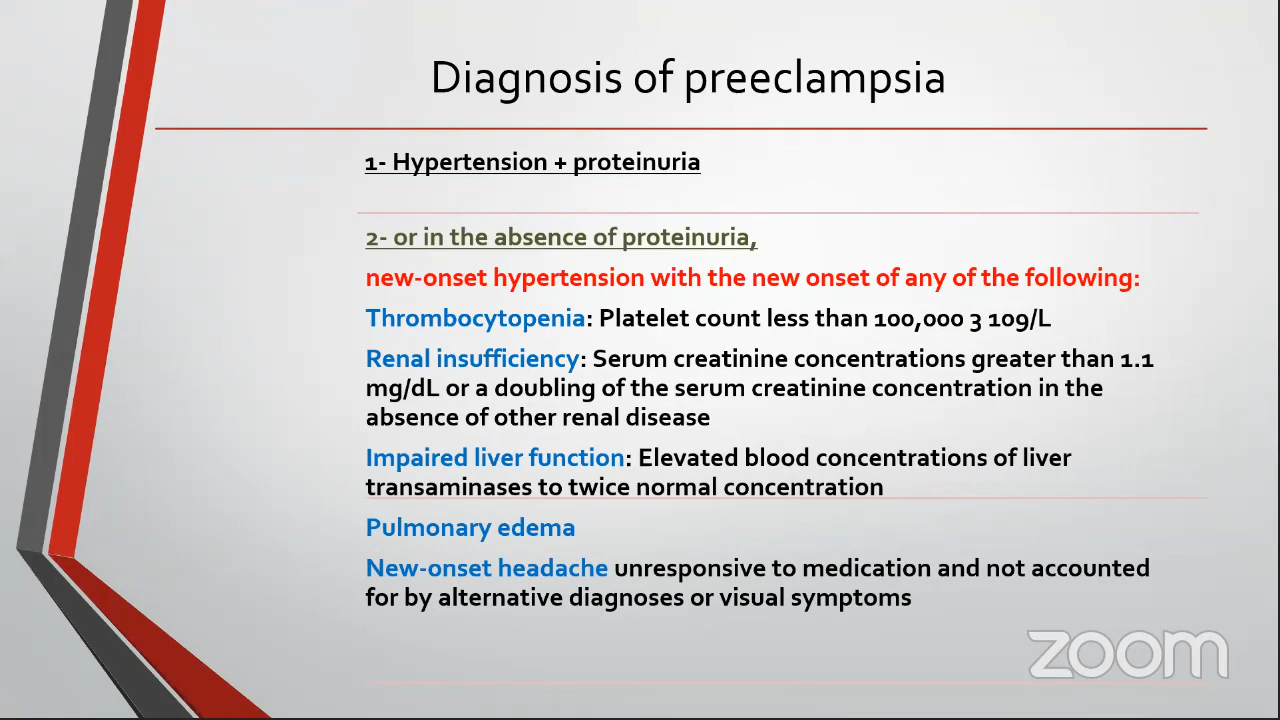 Diagnosis of preeclampsia
1- Hypertension + proteinuria
2- or in the absence of proteinuria,
new-onset hypertension with the new onset of any of the following:
Thrombocytopenia: Platelet count less than 100,000 3 109/L
Renal insufficiency: Serum creatinine concentrations greater than 1.1
mg/dL or a doubling of the serum creatinine concentration in the
absence of other renal disease
Impaired liver function: Elevated blood concentrations of liver
transaminases to twice normal concentration
Pulmonary edema
New-onset headache unresponsive to medication and not accounted
for by alternative diagnoses or visual symptoms
zoom